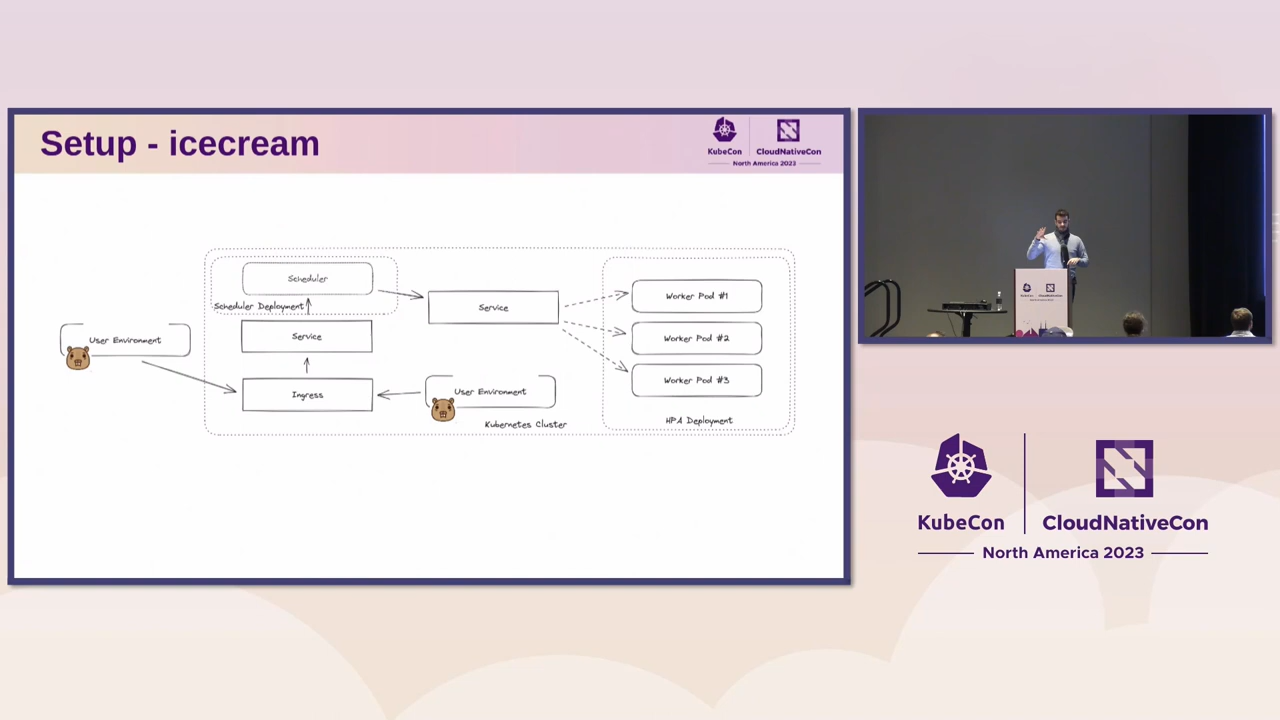 Setup - icecream
KubeCon
CloudNativeCon
North America 2023
Scheduler
Scheduler Deployment
Service
Ingress
User Environment
User Environment
Kubernetes Cluster
Service
Worker Pod #1
Worker Pod #2
Worker Pod #3
HPA Deployment
KubeCon
CloudNativeCon
North America 2023